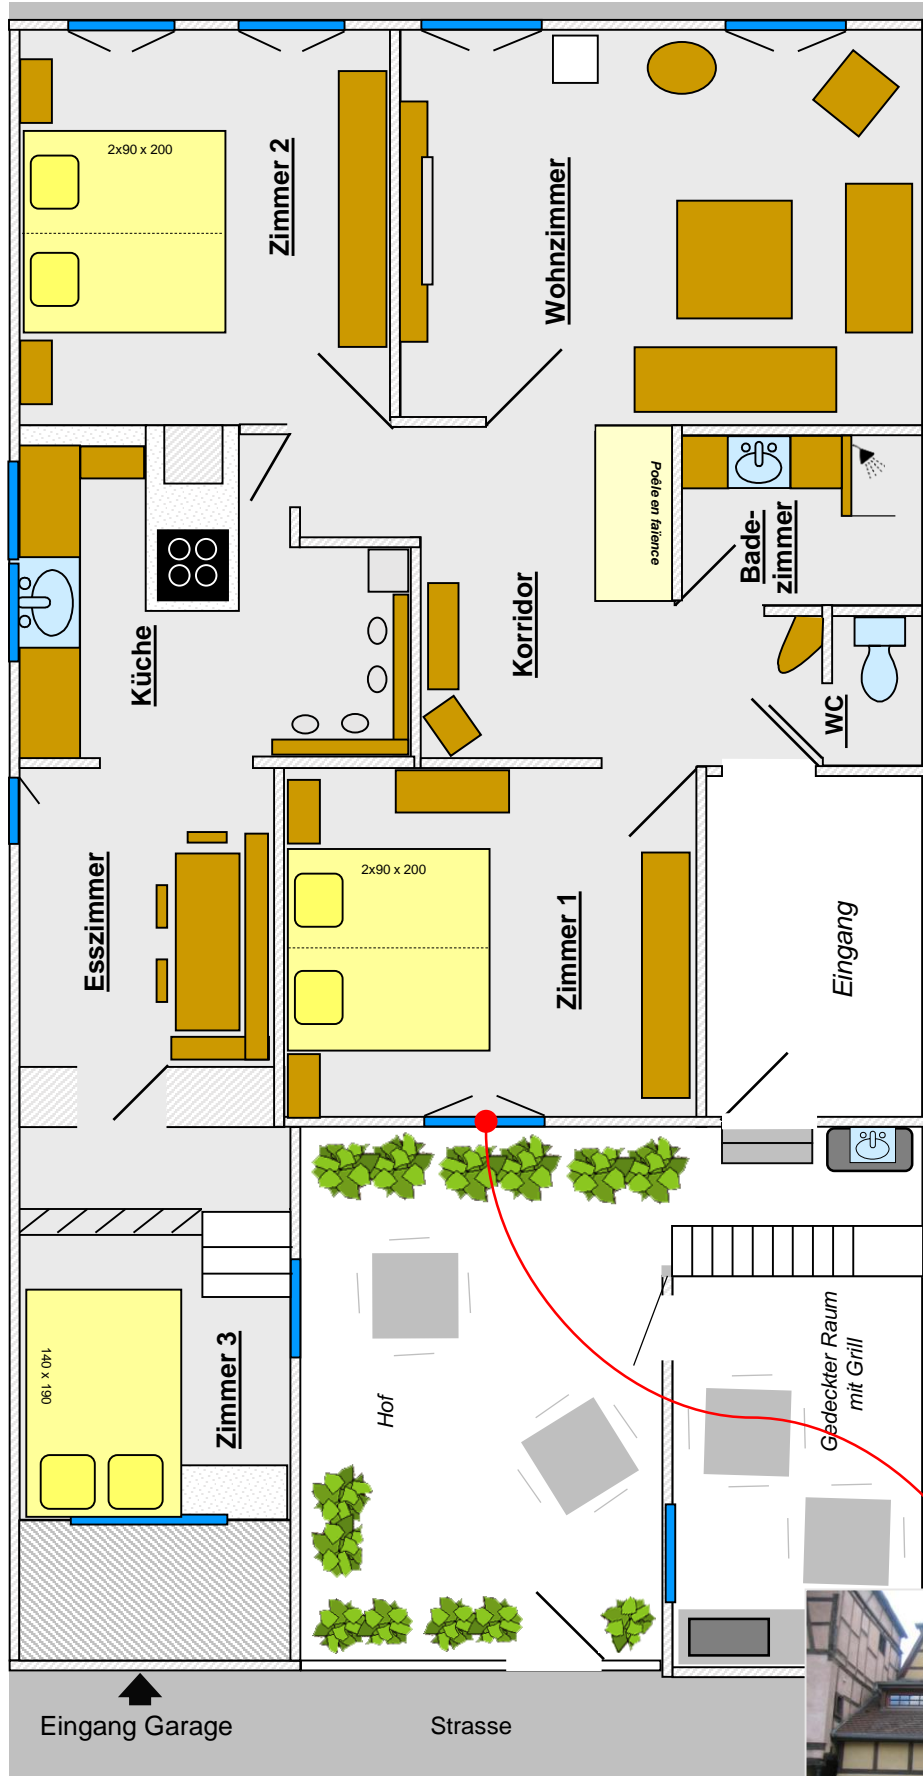 2x90 x 200
Zimmer 2
Wohnzimmer
Poêle en faïence
Bade-
zimmer
Küche
Korridor
WC
Esszimmer
2x90 x 200
Zimmer 1
Eingang
140 x 190
Zimmer 3
Hof
Gedeckter Raum
mit Grill
Eingang Garage
Strasse